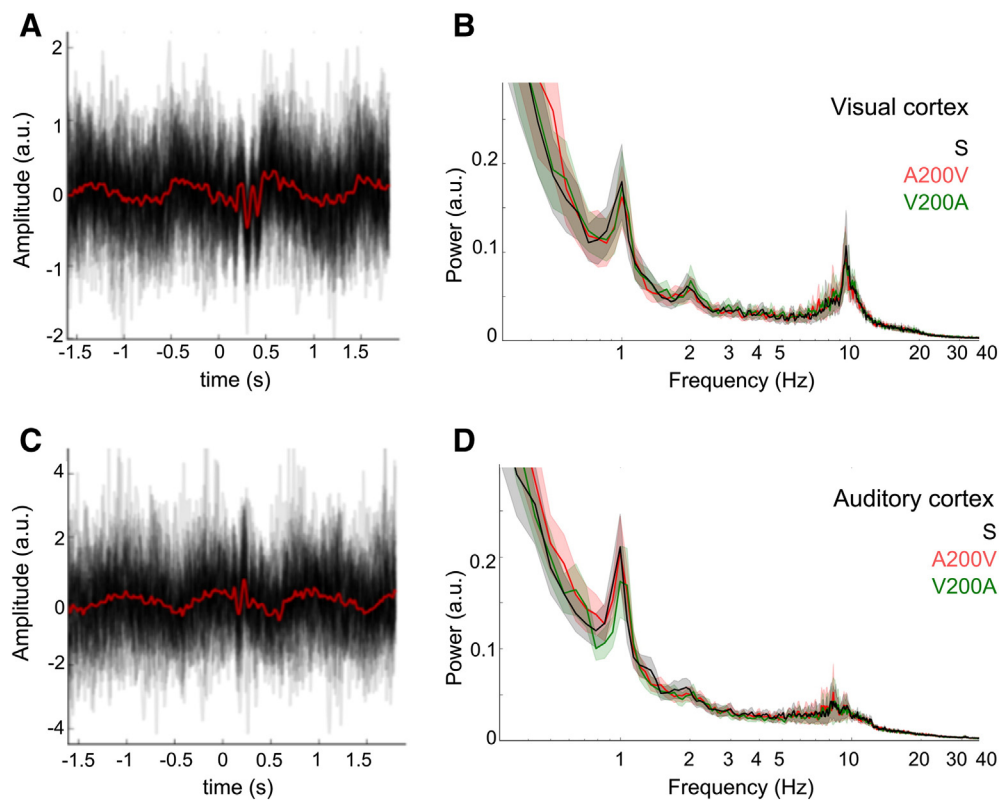 A
Amplitude (a.u.)
2
1
0
-1
-2
-1.5 -1 -0.5 0 0.5 1 1.5
time (s)
B
Power (a.u.)
0.2
0.1
0
1 2 3 4 5 10 20 30 40
Frequency (Hz)
Visual cortex
S
A200V
V200A
C
Amplitude (a.u.)
4
2
0
-2
-4
-1.5 -1 -0.5 0 0.5 1 1.5
time (s)
D
Power (a.u.)
0.2
0.1
0
1 2 3 4 5 10 20 30 40
Frequency (Hz)
Auditory cortex
S
A200V
V200A